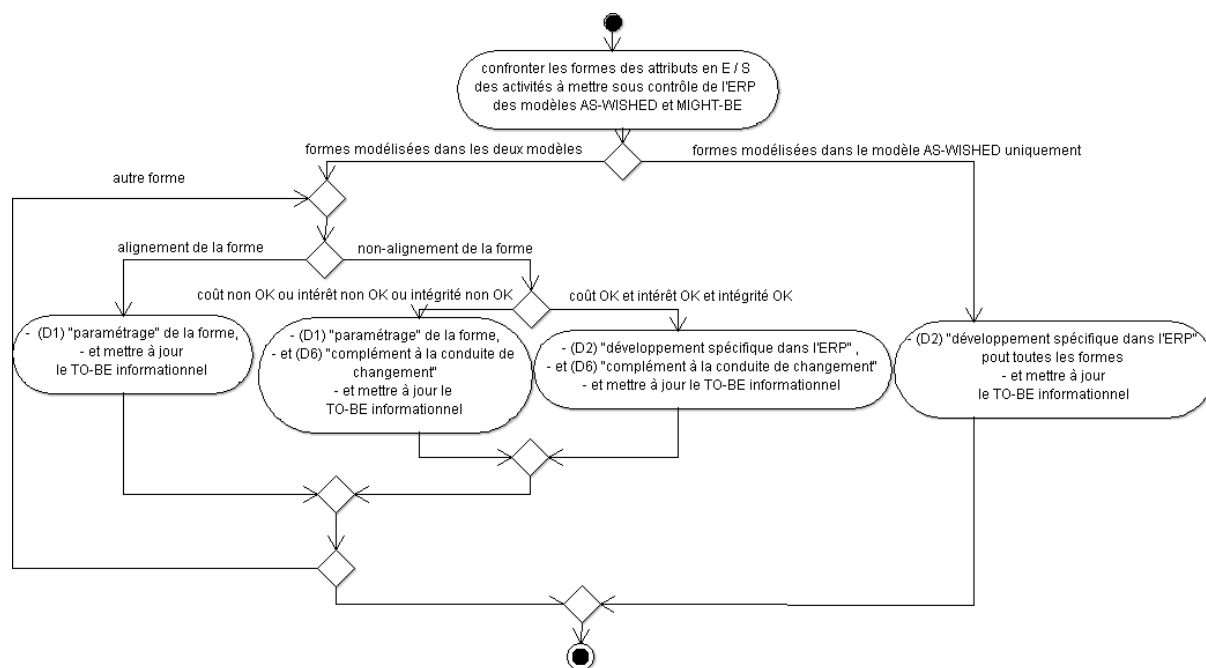 confronter les formes des attributs en E / S
des activités à mettre sous contrôle de l'ERP
des modèles AS-WISHED et MIGHT-BE
formes modélisées dans les deux modèles
formes modélisées dans le modèle AS-WISHED uniquement
autre forme
alignement de la forme
non-alignement de la forme
coût non OK ou intérêt non OK ou intégrité non OK
coût OK et intérêt OK et intégrité OK
- (D1) "paramétrage" de la forme,
- et mettre à jour
le TO-BE informationnel
- (D1) "paramétrage" de la forme,
- et (D6) "complément à la conduite de
changement"
- et mettre à jour le
TO-BE informationnel
- (D2) "développement spécifique dans l'ERP" ,
- et (D6) "complément à la conduite de changement"
- et mettre à jour le TO-BE informationnel
- (D2) "développement spécifique dans l'ERP"
pout toutes les formes
- et mettre à jour
le TO-BE informationnel